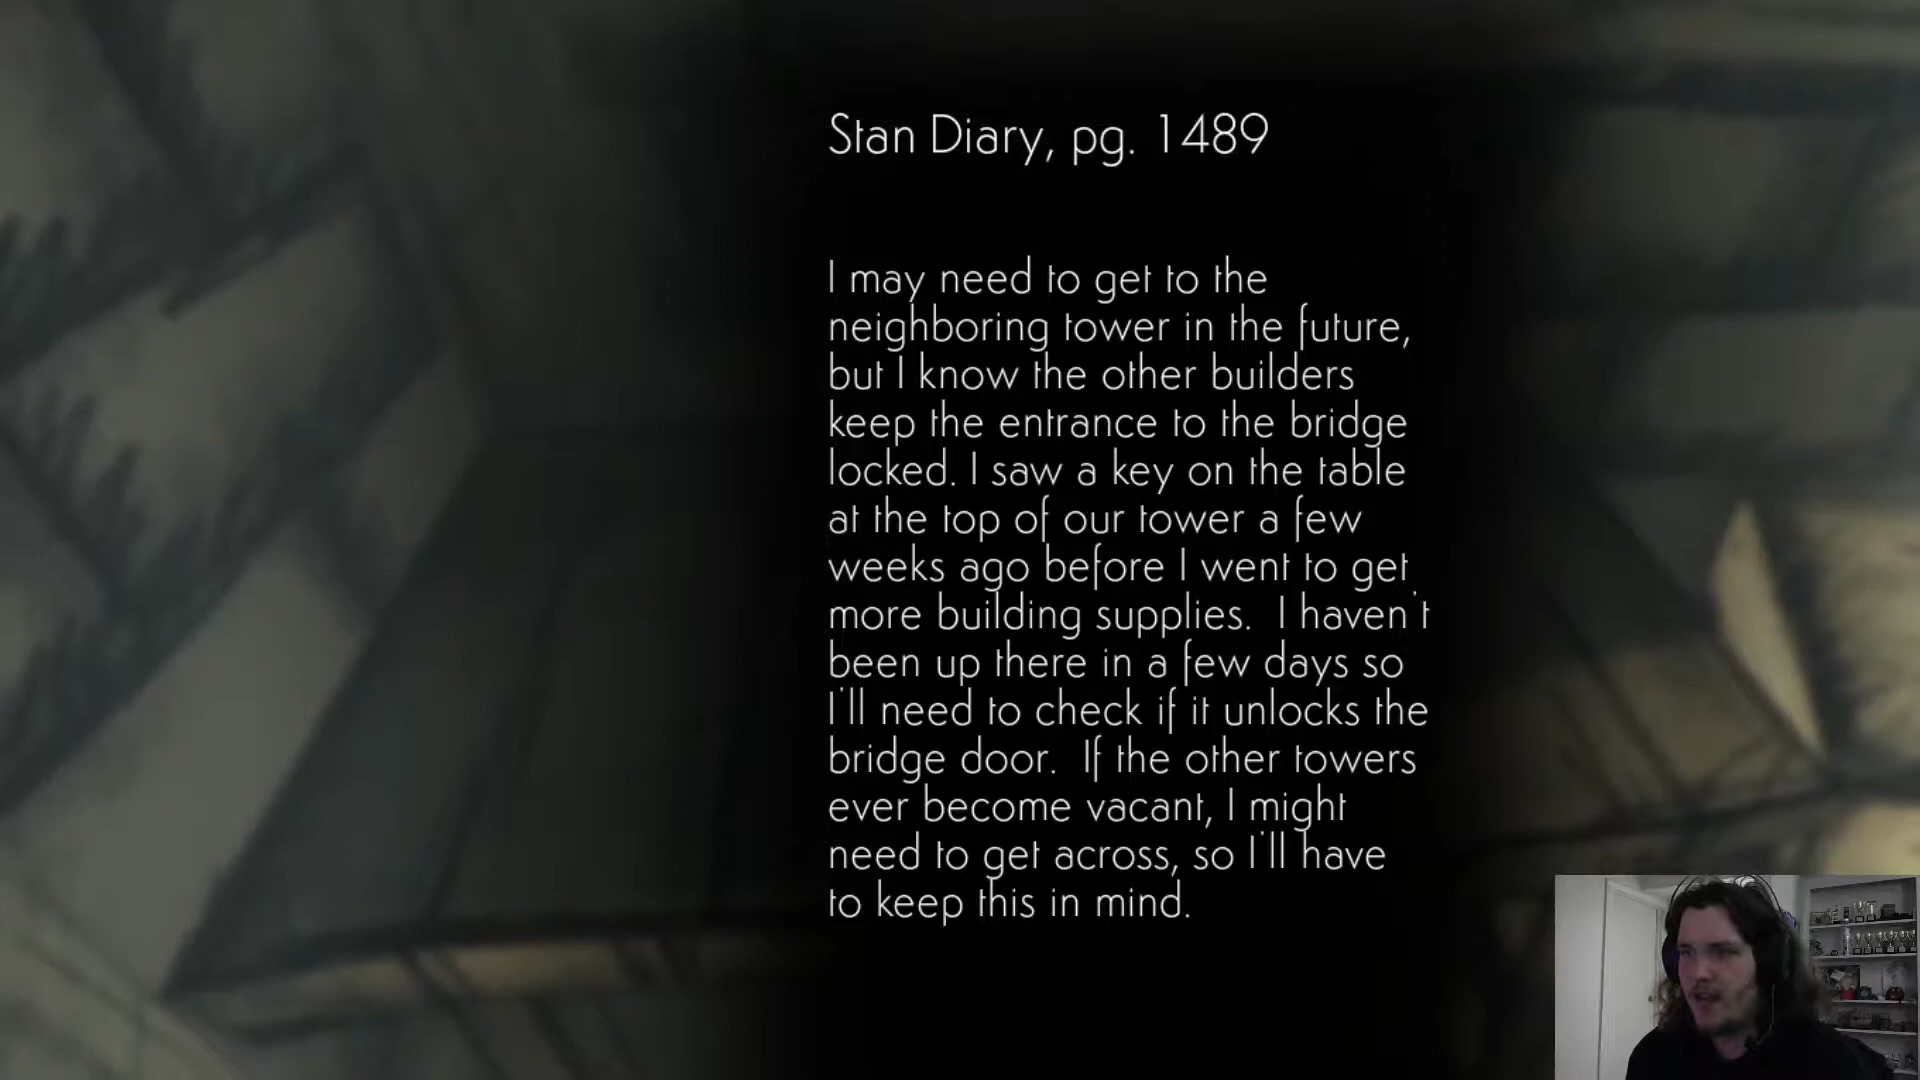 Stan Diary, pg. 1489
I may need to get to the
neighboring tower in the future,
but I know the other builders
keep the entrance to the bridge
locked. I saw a key on the table
at the top of our tower a few
weeks ago before I went to get
more building supplies.  I haven't
been up there in a few days so
I'll need to check if it unlocks the
bridge door.  If the other towers
ever become vacant, I might
need to get across, so I'll have
to keep this in mind.